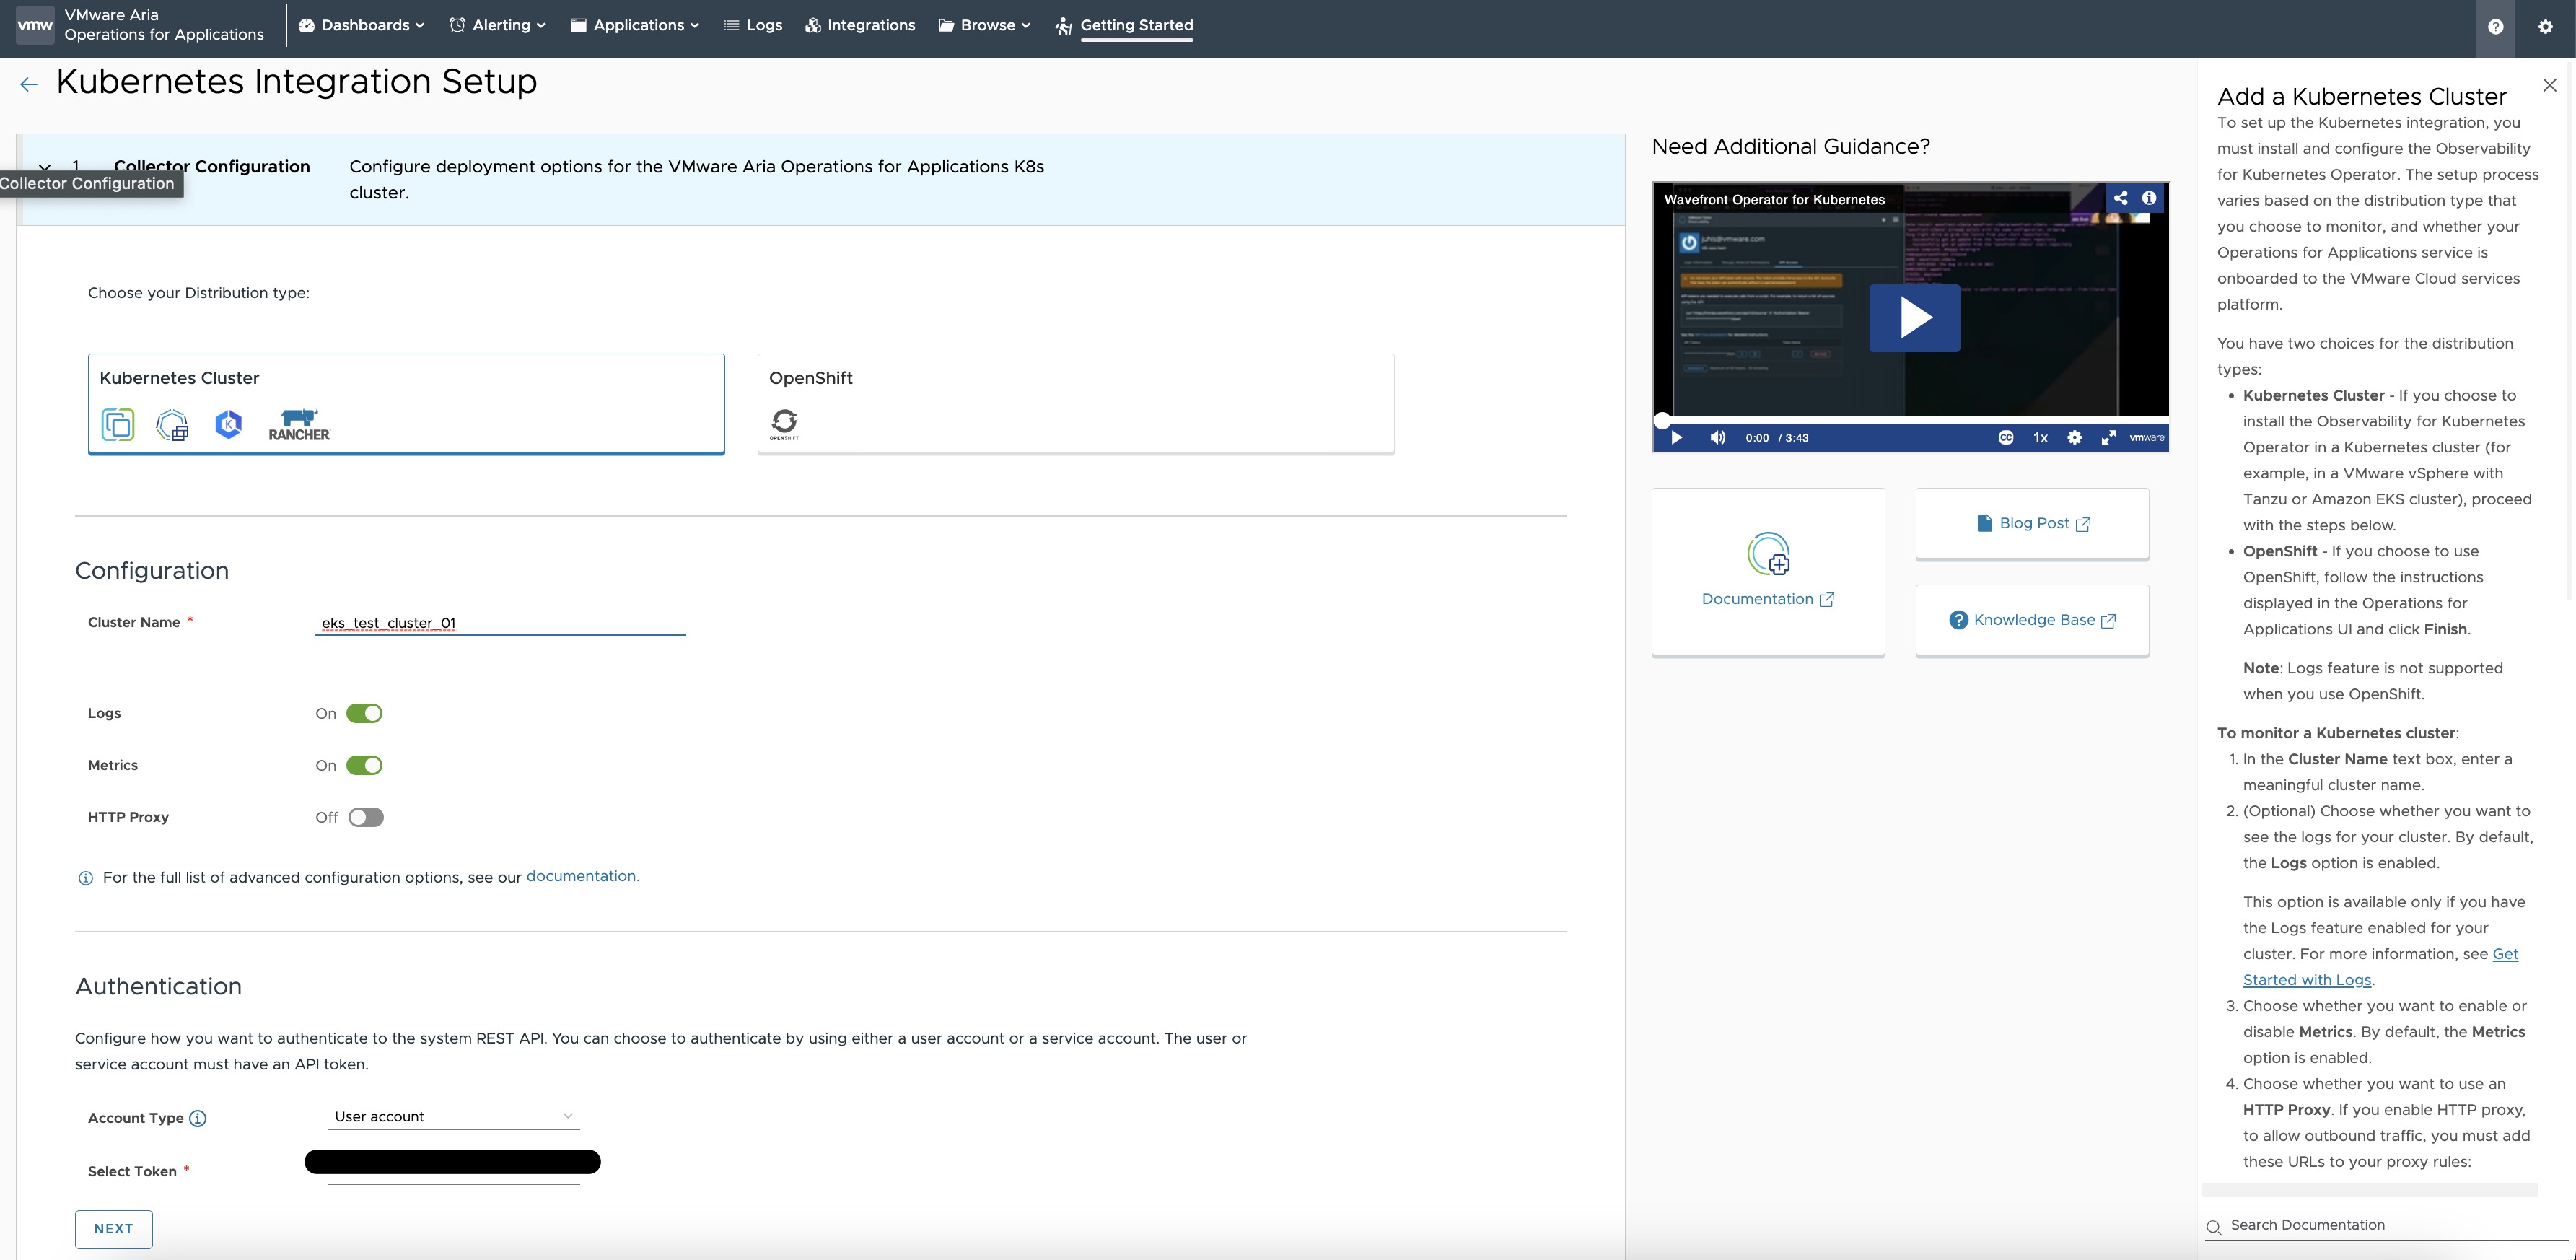 vmw VMware Aria
Operations for Applications
Dashboards Alerting Applications Logs Integrations Browse Getting Started
Kubernetes Integration Setup
1 Collector Configuration Configure deployment options for the VMware Aria Operations for Applications K8s
cluster.
Collector Configuration
Choose your Distribution type:
Kubernetes Cluster
RANCHER
OpenShift
OPENSHIFT
Configuration
Cluster Name * eks_test_cluster_01
Logs On
Metrics On
HTTP Proxy Off
For the full list of advanced configuration options, see our documentation.
Authentication
Configure how you want to authenticate to the system REST API. You can choose to authenticate by using either a user account or a service account. The user or
service account must have an API token.
Account Type User account
Select Token *
NEXT
Need Additional Guidance?
Wavefront Operator for Kubernetes
juhis@vmware.com
0:00 / 3:43 CC 1x vmware
Documentation
Blog Post
Knowledge Base
Add a Kubernetes Cluster
To set up the Kubernetes integration, you
must install and configure the Observability
for Kubernetes Operator. The setup process
varies based on the distribution type that
you choose to monitor, and whether your
Operations for Applications service is
onboarded to the VMware Cloud services
platform.
You have two choices for the distribution
types:
• Kubernetes Cluster - If you choose to
install the Observability for Kubernetes
Operator in a Kubernetes cluster (for
example, in a VMware vSphere with
Tanzu or Amazon EKS cluster), proceed
with the steps below.
• OpenShift - If you choose to use
OpenShift, follow the instructions
displayed in the Operations for
Applications UI and click Finish.
Note: Logs feature is not supported
when you use OpenShift.
To monitor a Kubernetes cluster:
1. In the Cluster Name text box, enter a
meaningful cluster name.
2. (Optional) Choose whether you want to
see the logs for your cluster. By default,
the Logs option is enabled.
This option is available only if you have
the Logs feature enabled for your
cluster. For more information, see Get
Started with Logs.
3. Choose whether you want to enable or
disable Metrics. By default, the Metrics
option is enabled.
4. Choose whether you want to use an
HTTP Proxy. If you enable HTTP proxy,
to allow outbound traffic, you must add
these URLs to your proxy rules:
Search Documentation